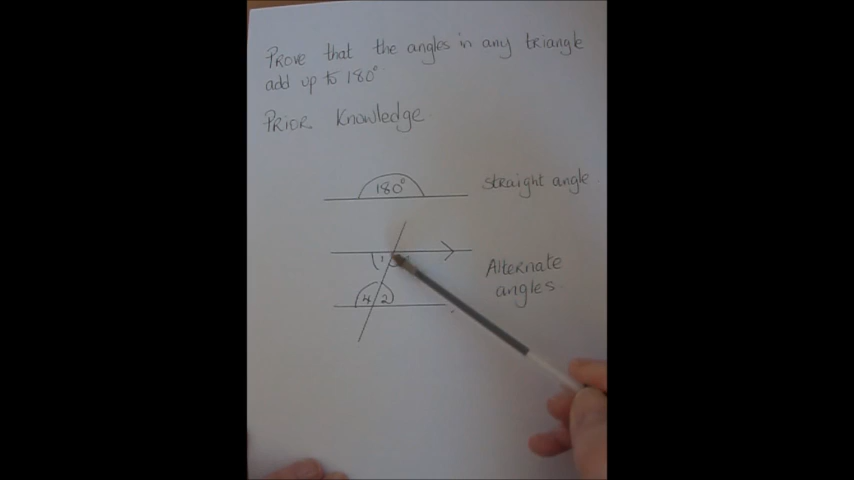 Prove that the angles in any triangle
add up to 180°
PRIOR Knowledge
180°
straight angle
1
Alternate
angles
4 2